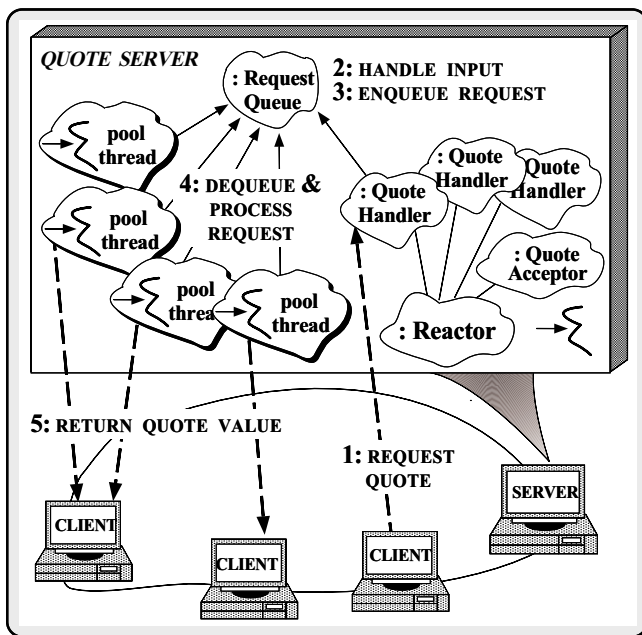 QUOTE SERVER
: Request
Queue
2: HANDLE INPUT
3: ENQUEUE REQUEST
pool
thread
4: DEQUEUE &
PROCESS
REQUEST
pool
thread
pool
threa
pool
thread
: Quote
Handler
: Quote
Handler
Quote
Handler
: Quote
Acceptor
: Reactor
5: RETURN QUOTE VALUE
1: REQUEST
QUOTE
SERVER
CLIENT
CLIENT
CLIENT